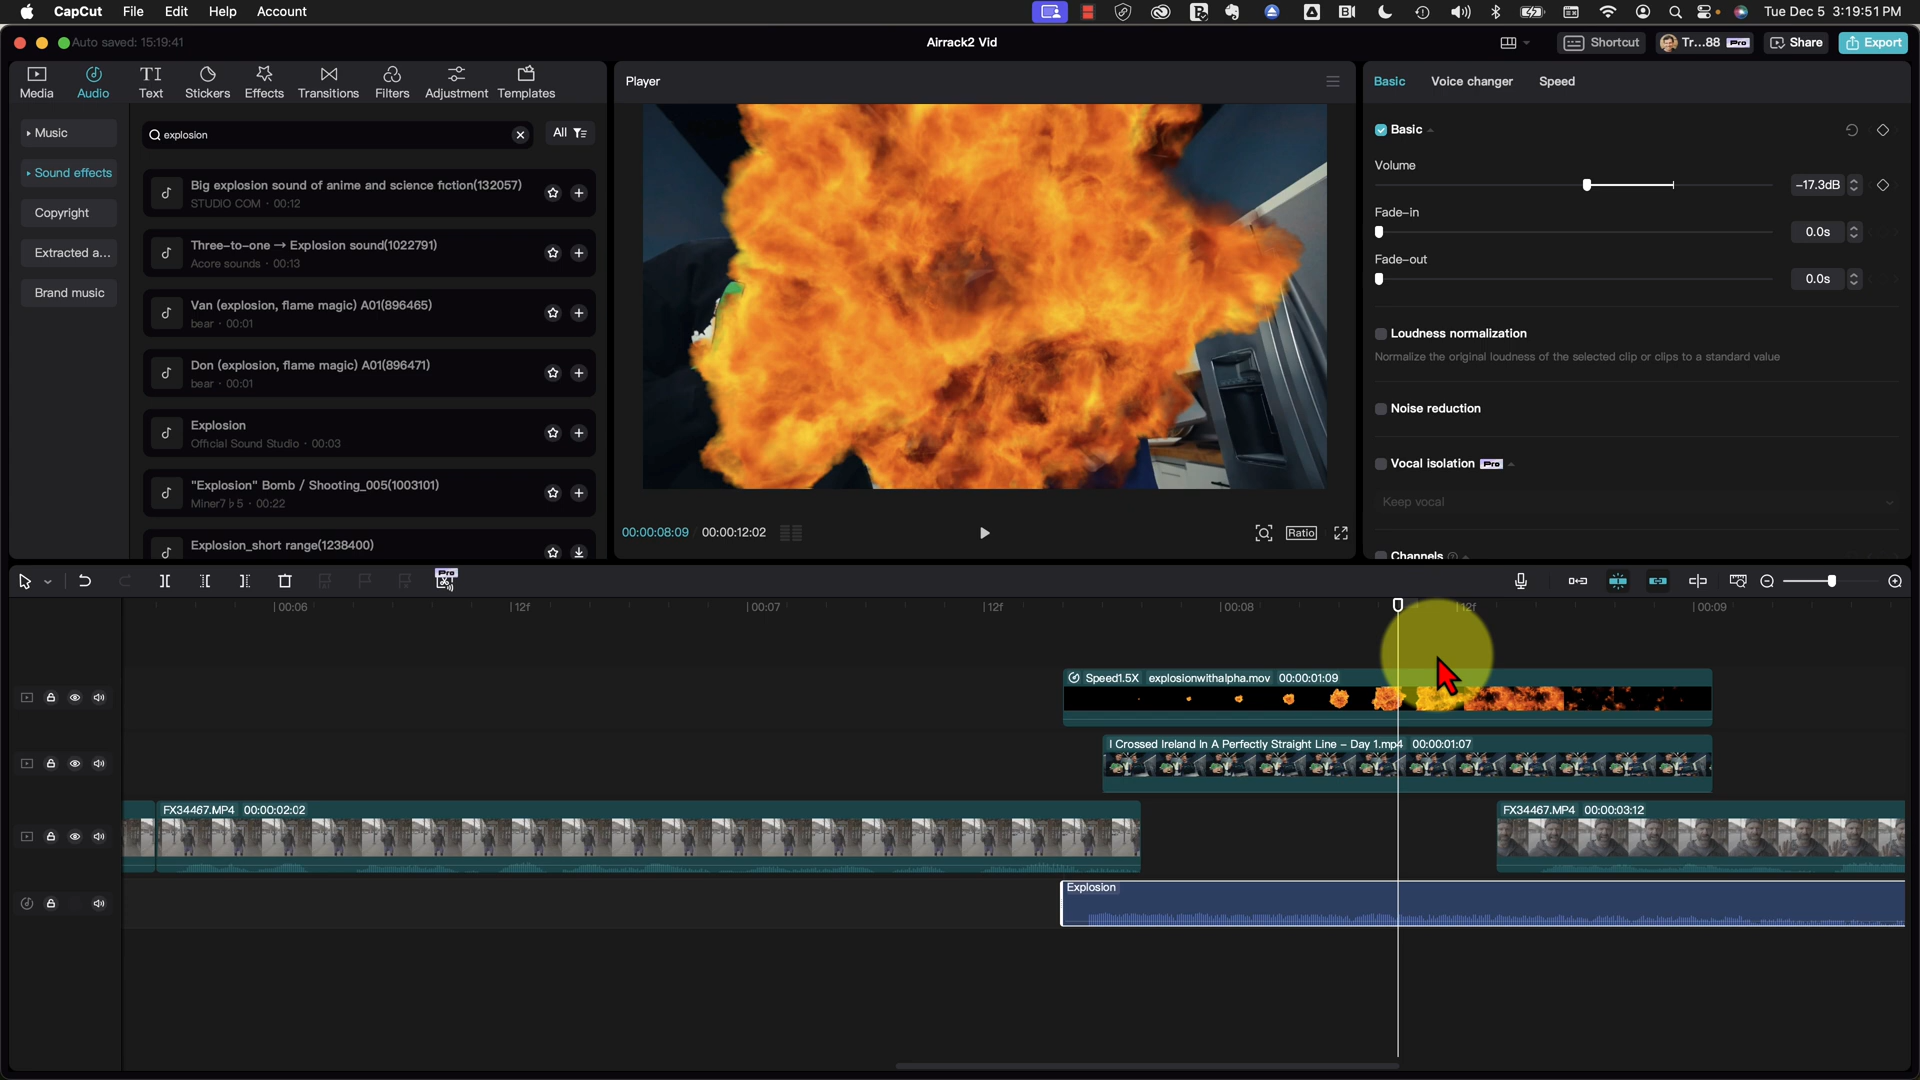 CapCut File Edit Help Account
Tue Dec 5 3:19:51 PM
Auto saved: 15:19:41
Airrack2 Vid
Shortcut
Tr...88 Pro
Share
Export
Media
Audio
Text
Stickers
Effects
Transitions
Filters
Adjustment
Templates
Music
Sound effects
Copyright
Extracted a...
Brand music
explosion
All
Big explosion sound of anime and science fiction(132057)
STUDIO COM · 00:12
Three-to-one → Explosion sound(1022791)
Acore sounds · 00:13
Van (explosion, flame magic) A01(896465)
bear · 00:01
Don (explosion, flame magic) A01(896471)
bear · 00:01
Explosion
Official Sound Studio · 00:03
"Explosion" Bomb / Shooting_005(1003101)
Miner7♭5 · 00:22
Explosion_short range(1238400)
Player
00:00:08:09 00:00:12:02
Ratio
Basic Voice changer Speed
Basic
Volume
-17.3dB
Fade-in
0.0s
Fade-out
0.0s
Loudness normalization
Normalize the original loudness of the selected clip or clips to a standard value
Noise reduction
Vocal isolation Pro
Keep vocal
Channels
Pro
00:06 12f 00:07 12f 00:08 12f 00:09
Speed1.5X explosionwithalpha.mov 00:00:01:09
I Crossed Ireland In A Perfectly Straight Line – Day 1.mp4 00:00:01:07
FX34467.MP4 00:00:02:02
FX34467.MP4 00:00:03:12
Explosion